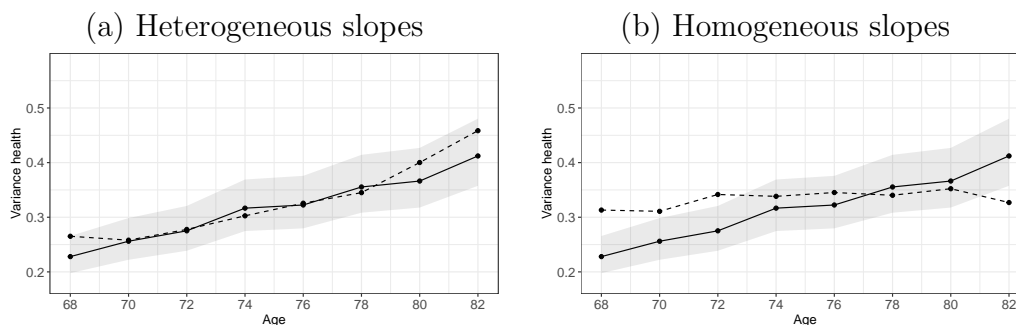 (a) Heterogeneous slopes
(b) Homogeneous slopes
Variance health
0.5
0.4
0.3
0.2
68 70 72 74 76 78 80 82
Age
Variance health
0.5
0.4
0.3
0.2
68 70 72 74 76 78 80 82
Age